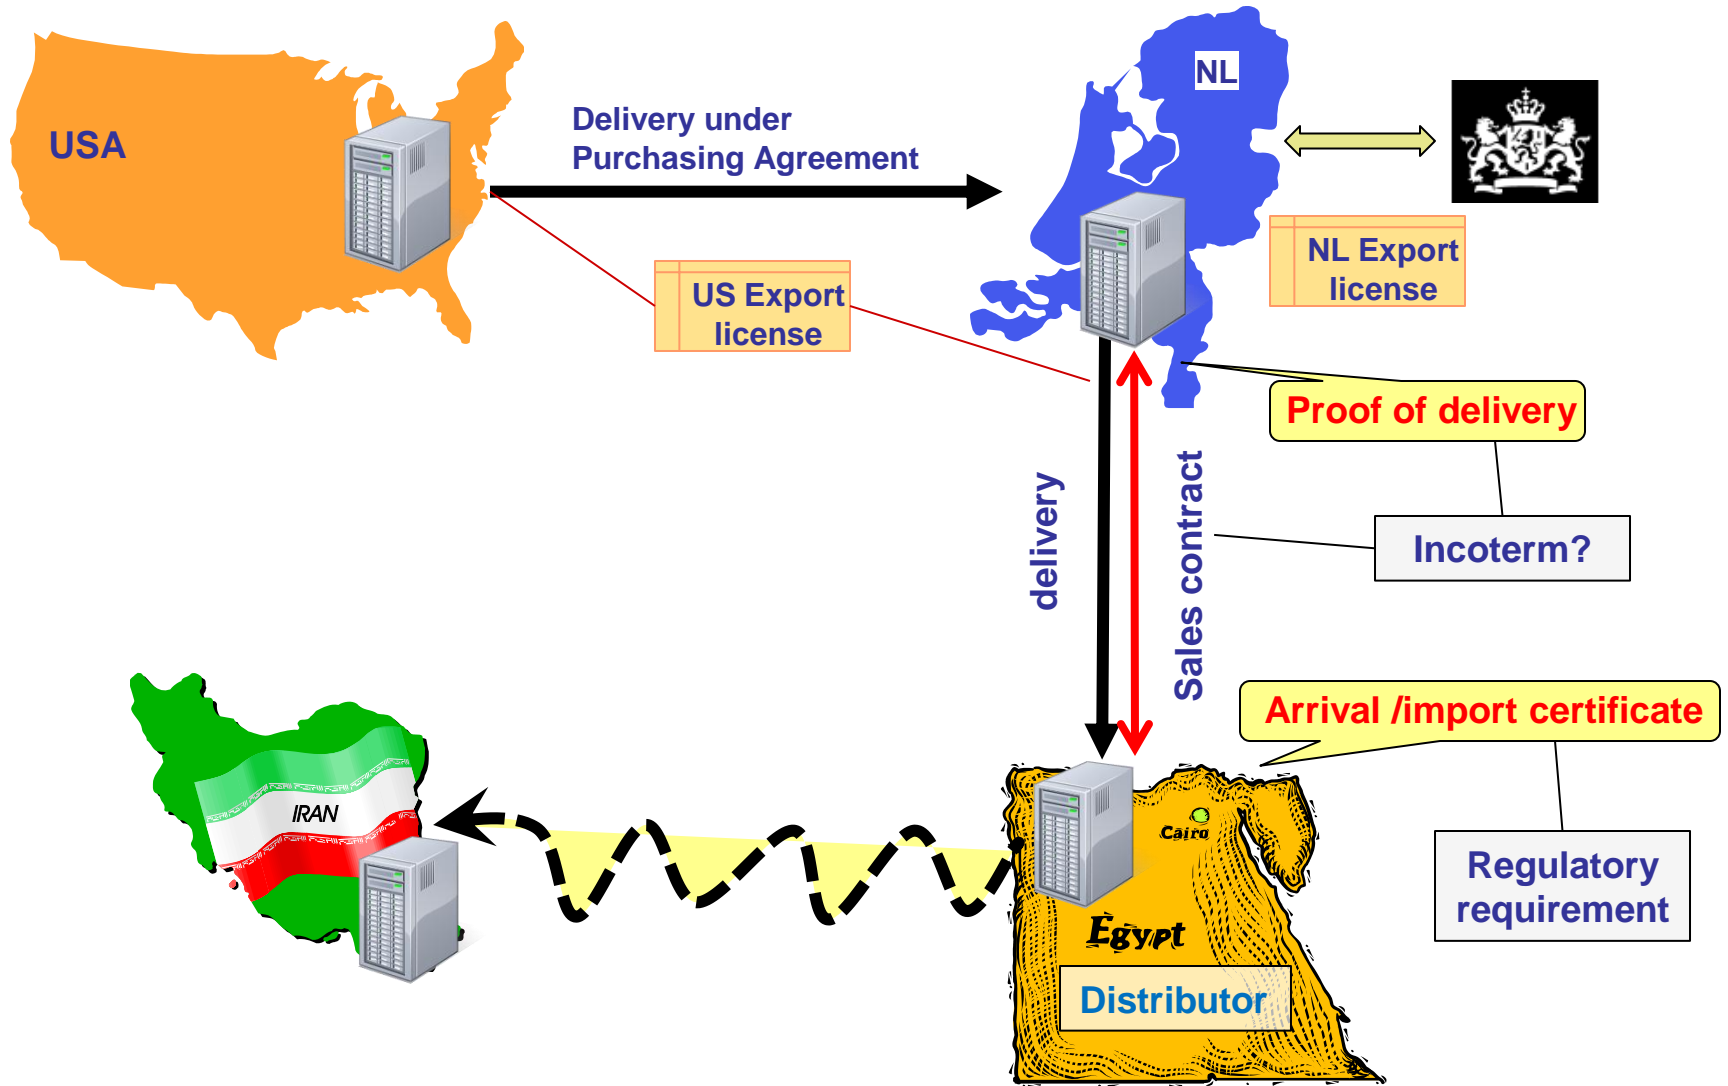 USA
Delivery under
Purchasing Agreement
NL
US Export
license
NL Export
license
Proof of delivery
Incoterm?
delivery
Sales contract
Arrival /import certificate
Regulatory
requirement
IRAN
Cairo
Egypt
Distributor